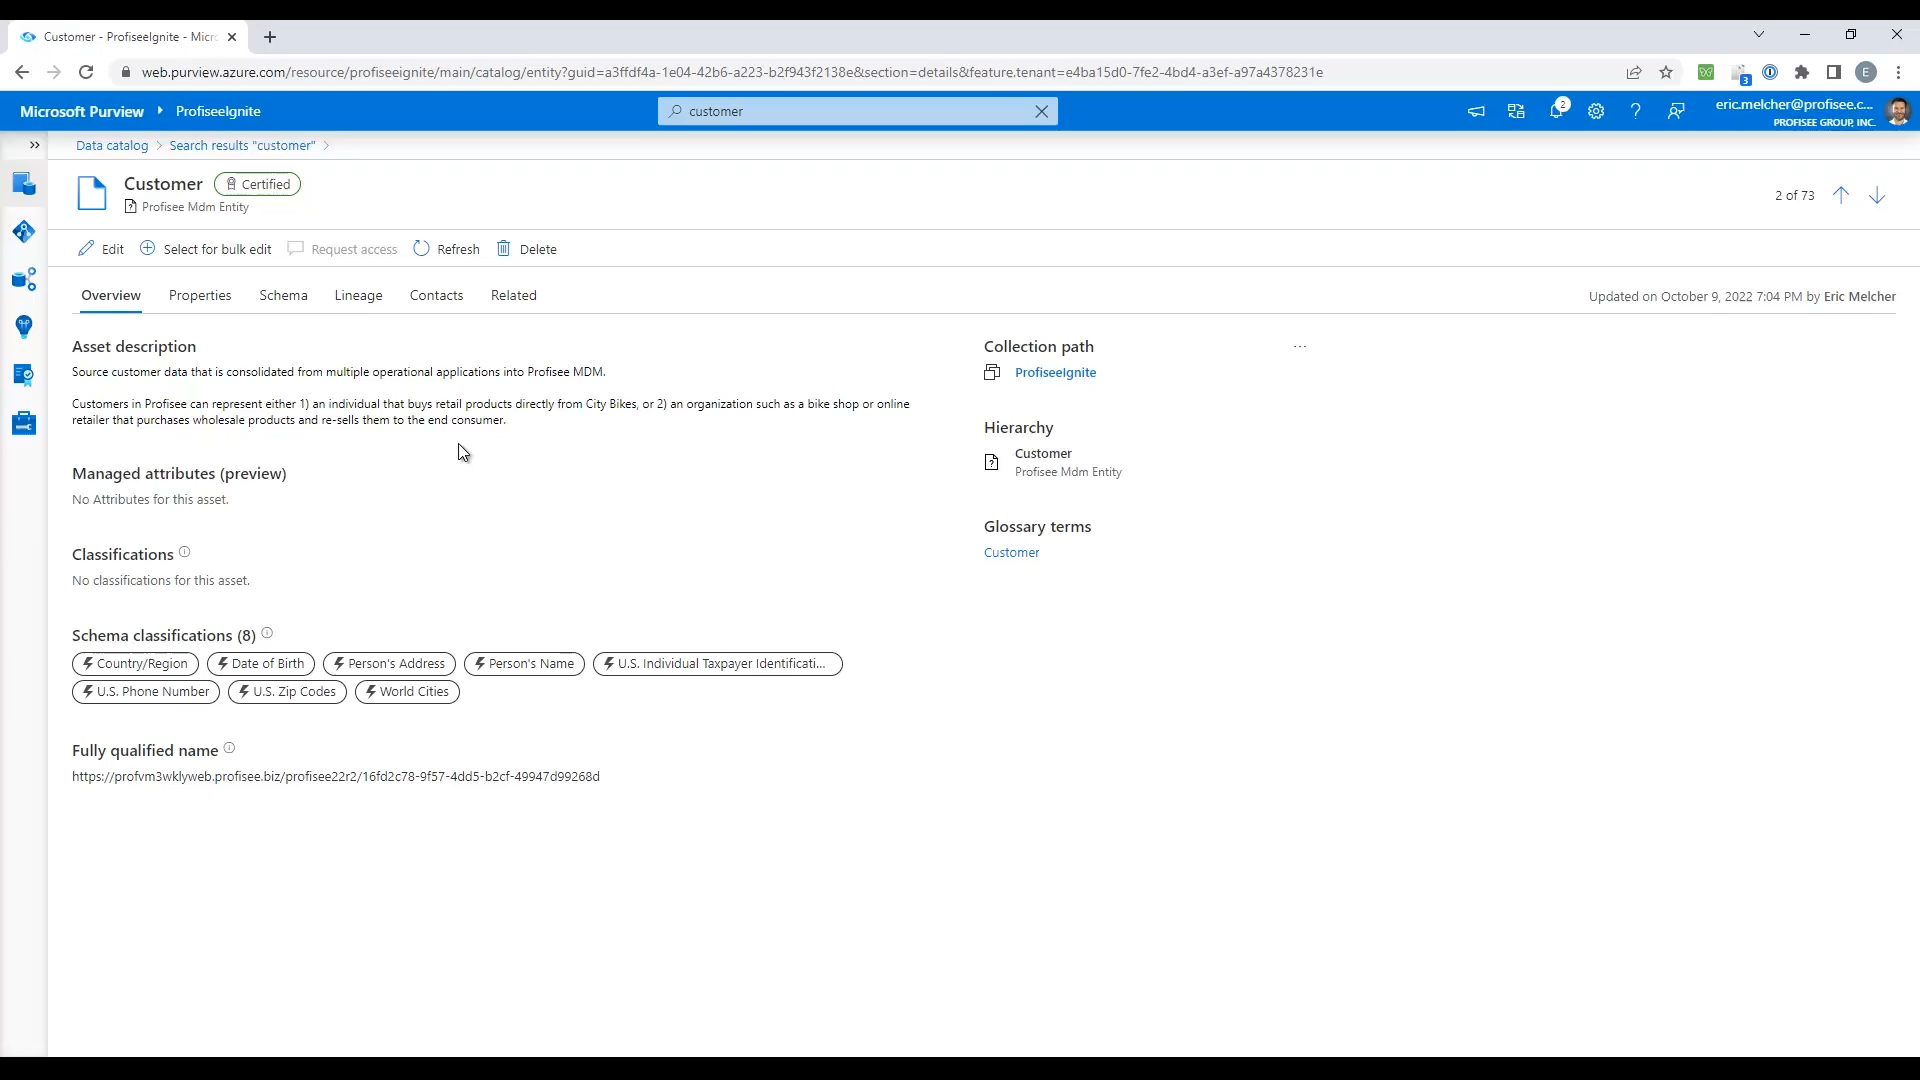 Customer - ProfiseeIgnite - Micr
web.purview.azure.com/resource/profiseeignite/main/catalog/entity?guid=a3ffdf4a-1e04-42b6-a223-b2f943f2138e&section=details&feature.tenant=e4ba15d0-7fe2-4bd4-a3ef-a97a4378231e
3
E
Microsoft Purview
ProfiseeIgnite
customer
2
eric.melcher@profisee.c...
PROFISEE GROUP, INC.
Data catalog > Search results "customer" >
Customer
Certified
Profisee Mdm Entity
2 of 73
Edit
Select for bulk edit
Request access
Refresh
Delete
Overview
Properties
Schema
Lineage
Contacts
Related
Updated on October 9, 2022 7:04 PM by Eric Melcher
Asset description
Source customer data that is consolidated from multiple operational applications into Profisee MDM.
Customers in Profisee can represent either 1) an individual that buys retail products directly from City Bikes, or 2) an organization such as a bike shop or online
retailer that purchases wholesale products and re-sells them to the end consumer.
Managed attributes (preview)
No Attributes for this asset.
Classifications
No classifications for this asset.
Schema classifications (8)
Country/Region
Date of Birth
Person's Address
Person's Name
U.S. Individual Taxpayer Identificati...
U.S. Phone Number
U.S. Zip Codes
World Cities
Fully qualified name
https://profvm3wklyweb.profisee.biz/profisee22r2/16fd2c78-9f57-4dd5-b2cf-49947d99268d
Collection path
...
ProfiseeIgnite
Hierarchy
Customer
Profisee Mdm Entity
Glossary terms
Customer